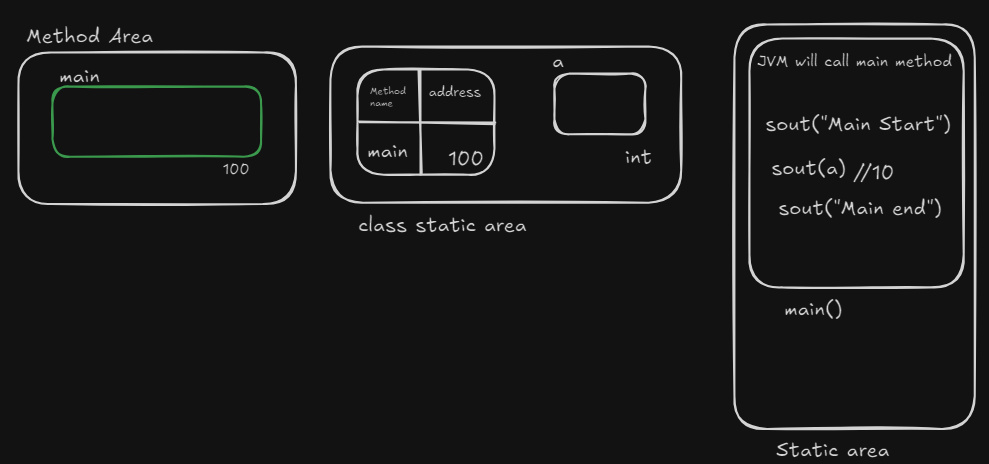 Method Area
main
100
Method
name
address
main
100
a
int
class static area
JVM will call main method
sout("Main Start")
sout(a) //10
sout("Main end")
main()
Static area